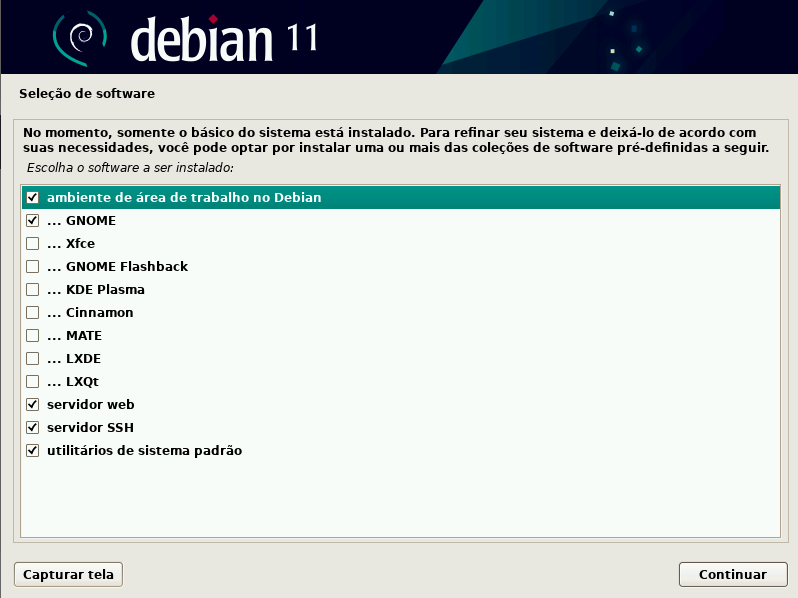 debian 11
Seleção de software
No momento, somente o básico do sistema está instalado. Para refinar seu sistema e deixá-lo de acordo com
suas necessidades, você pode optar por instalar uma ou mais das coleções de software pré-definidas a seguir.
Escolha o software a ser instalado:
ambiente de área de trabalho no Debian
... GNOME
... Xfce
... GNOME Flashback
... KDE Plasma
... Cinnamon
... MATE
... LXDE
... LXQt
servidor web
servidor SSH
utilitários de sistema padrão
Capturar tela
Continuar